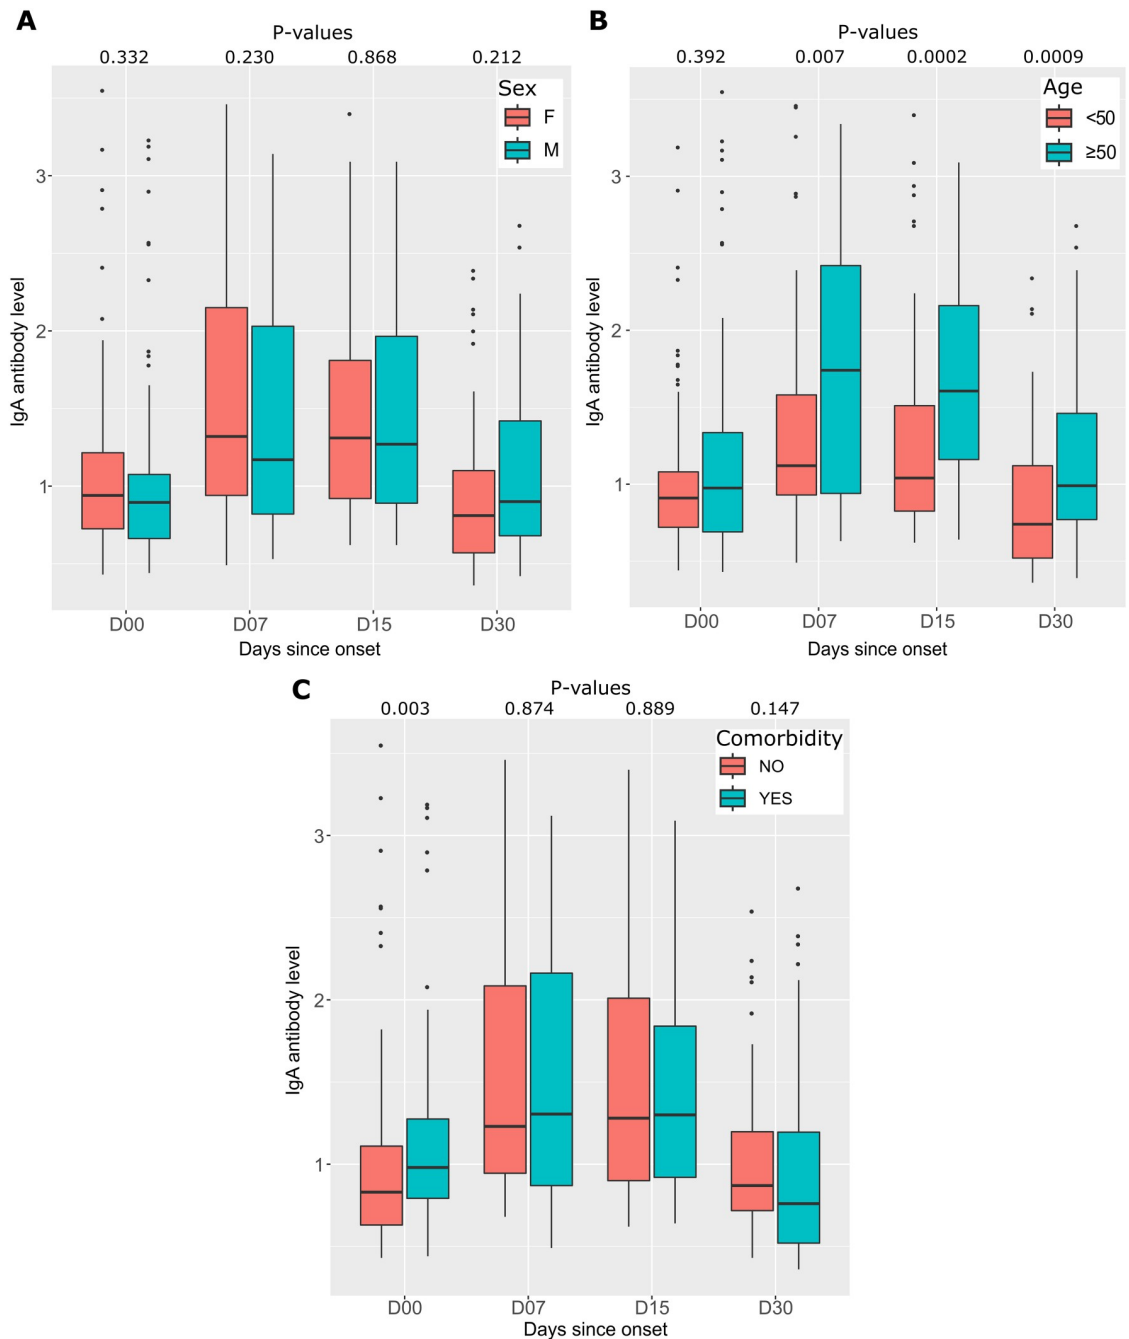 A
P-values
0.332 0.230 0.868 0.212
Sex
F
M
3
2
1
IgA antibody level
D00 D07 D15 D30
Days since onset
B
P-values
0.392 0.007 0.0002 0.0009
Age
<50
≥50
3
2
1
IgA antibody level
D00 D07 D15 D30
Days since onset
C
P-values
0.003 0.874 0.889 0.147
Comorbidity
NO
YES
3
2
1
IgA antibody level
D00 D07 D15 D30
Days since onset